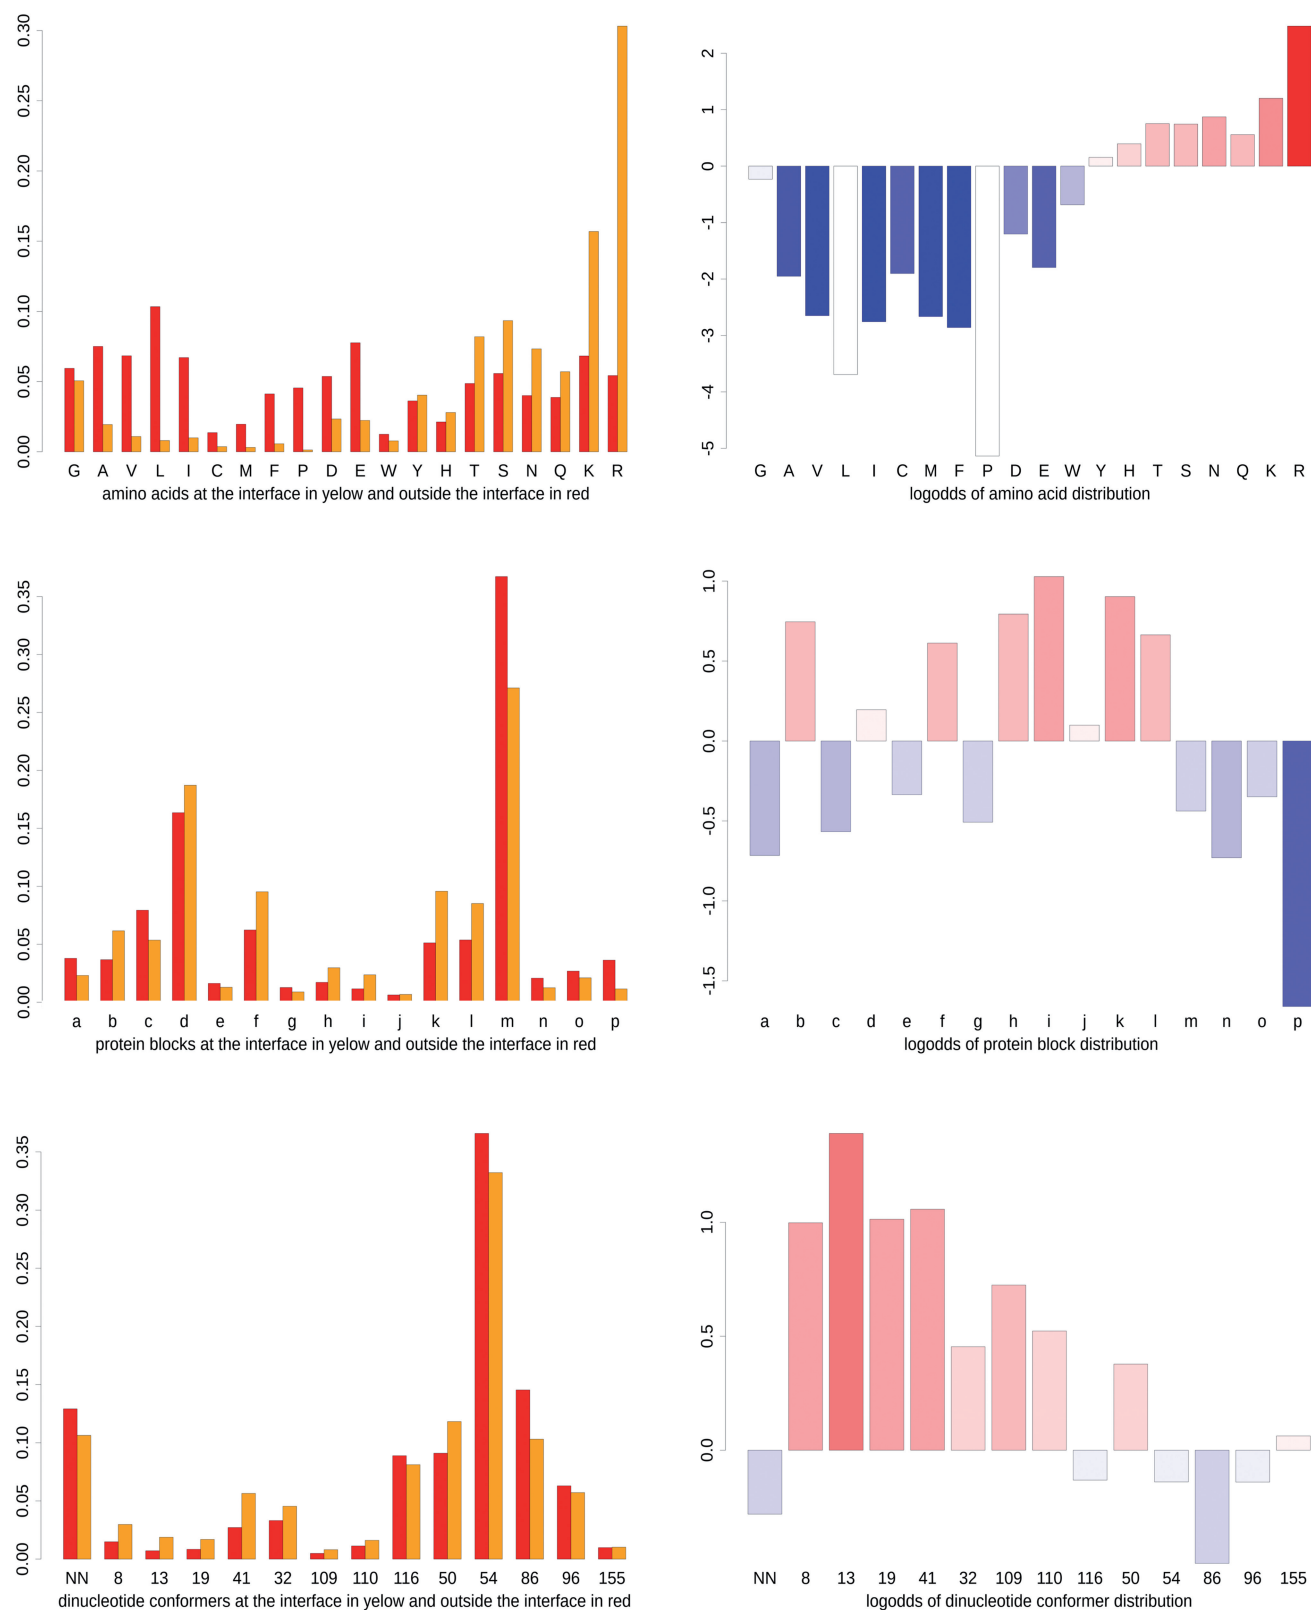 0.00 0.05 0.10 0.15 0.20 0.25 0.30
G A V L I C M F P D E W Y H T S N Q K R
amino acids at the interface in yelow and outside the interface in red
2
1
0
-1
-2
-3
-4
-5
G A V L I C M F P D E W Y H T S N Q K R
logodds of amino acid distribution
0.00 0.05 0.10 0.15 0.20 0.25 0.30 0.35
a b c d e f g h i j k l m n o p
protein blocks at the interface in yelow and outside the interface in red
-1.5 -1.0 -0.5 0.0 0.5 1.0
a b c d e f g h i j k l m n o p
logodds of protein block distribution
0.00 0.05 0.10 0.15 0.20 0.25 0.30 0.35
NN 8 13 19 41 32 109 110 116 50 54 86 96 155
dinucleotide conformers at the interface in yelow and outside the interface in red
0.0 0.5 1.0
NN 8 13 19 41 32 109 110 116 50 54 86 96 155
logodds of dinucleotide conformer distribution